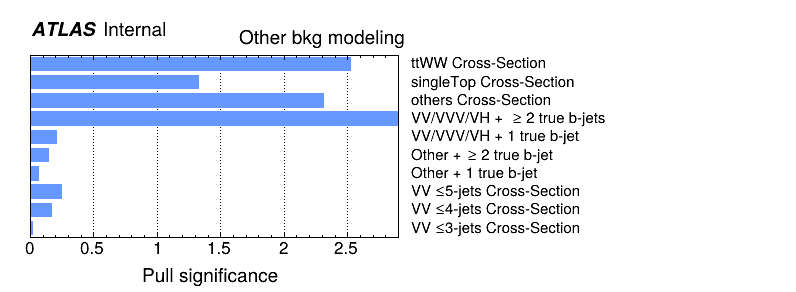 ATLAS Internal
Other bkg modeling
ttWW Cross-Section
singleTop Cross-Section
others Cross-Section
VV/VVV/VH + ≥ 2 true b-jets
VV/VVV/VH + 1 true b-jet
Other + ≥ 2 true b-jet
Other + 1 true b-jet
VV ≤5-jets Cross-Section
VV ≤4-jets Cross-Section
VV ≤3-jets Cross-Section
0 0.5 1 1.5 2 2.5
Pull significance